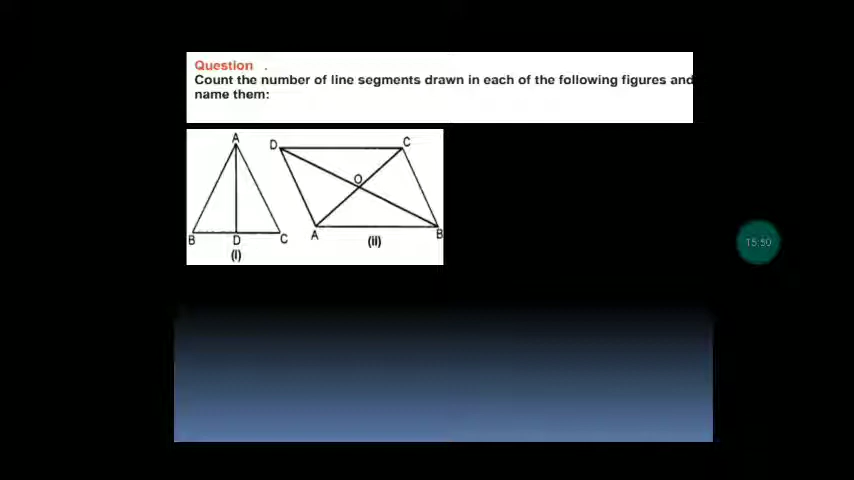 Question .
Count the number of line segments drawn in each of the following figures and
name them:
A
D
C
O
B
D
C
A
B
(i)
(ii)
15:50